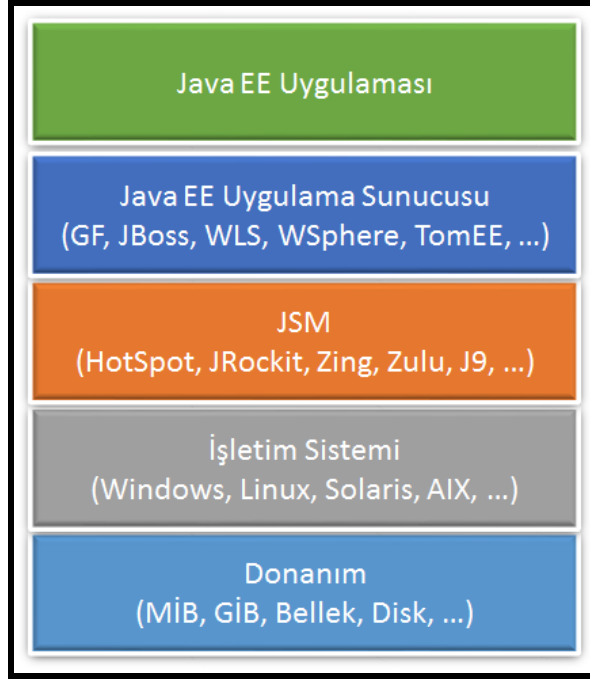 Java EE Uygulaması
Java EE Uygulama Sunucusu
(GF, JBoss, WLS, WSphere, TomEE, ...)
JSM
(HotSpot, JRockit, Zing, Zulu, J9, ...)
İşletim Sistemi
(Windows, Linux, Solaris, AIX, ...)
Donanım
(MİB, GİB, Bellek, Disk, ...)